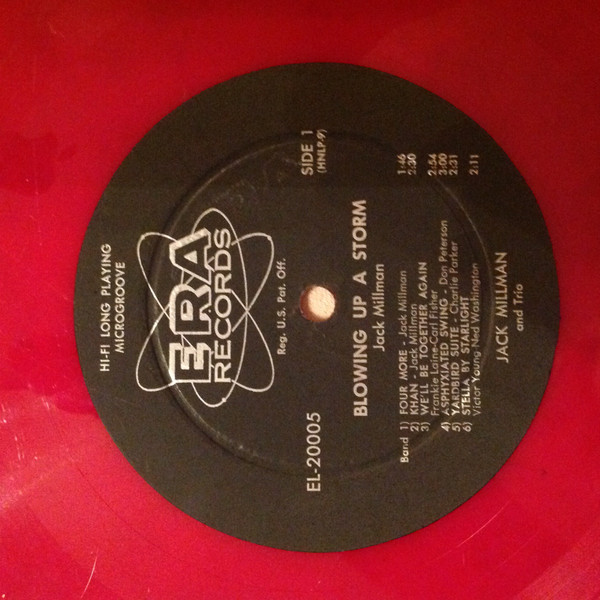 HI-FI LONG PLAYING
MICROGROOVE
ERA
RECORDS
Reg. U.S. Pat. Off.
EL-20005
SIDE 1
(HNLP-9)
BLOWING UP A STORM
Jack Millman
Band 1) FOUR MORE - Jack Millman 1:46
2) KHAN - Jack Millman 2:30
3) WE'LL BE TOGETHER AGAIN
Frankie Laine-Carl Fisher 2:54
4) ASPHYXIATED SWING - Don Peterson 3:00
5) YARDBIRD SUITE - Charlie Parker 2:31
6) STELLA BY STARLIGHT
Victor Young-Ned Washington 2:11
JACK MILLMAN
and Trio